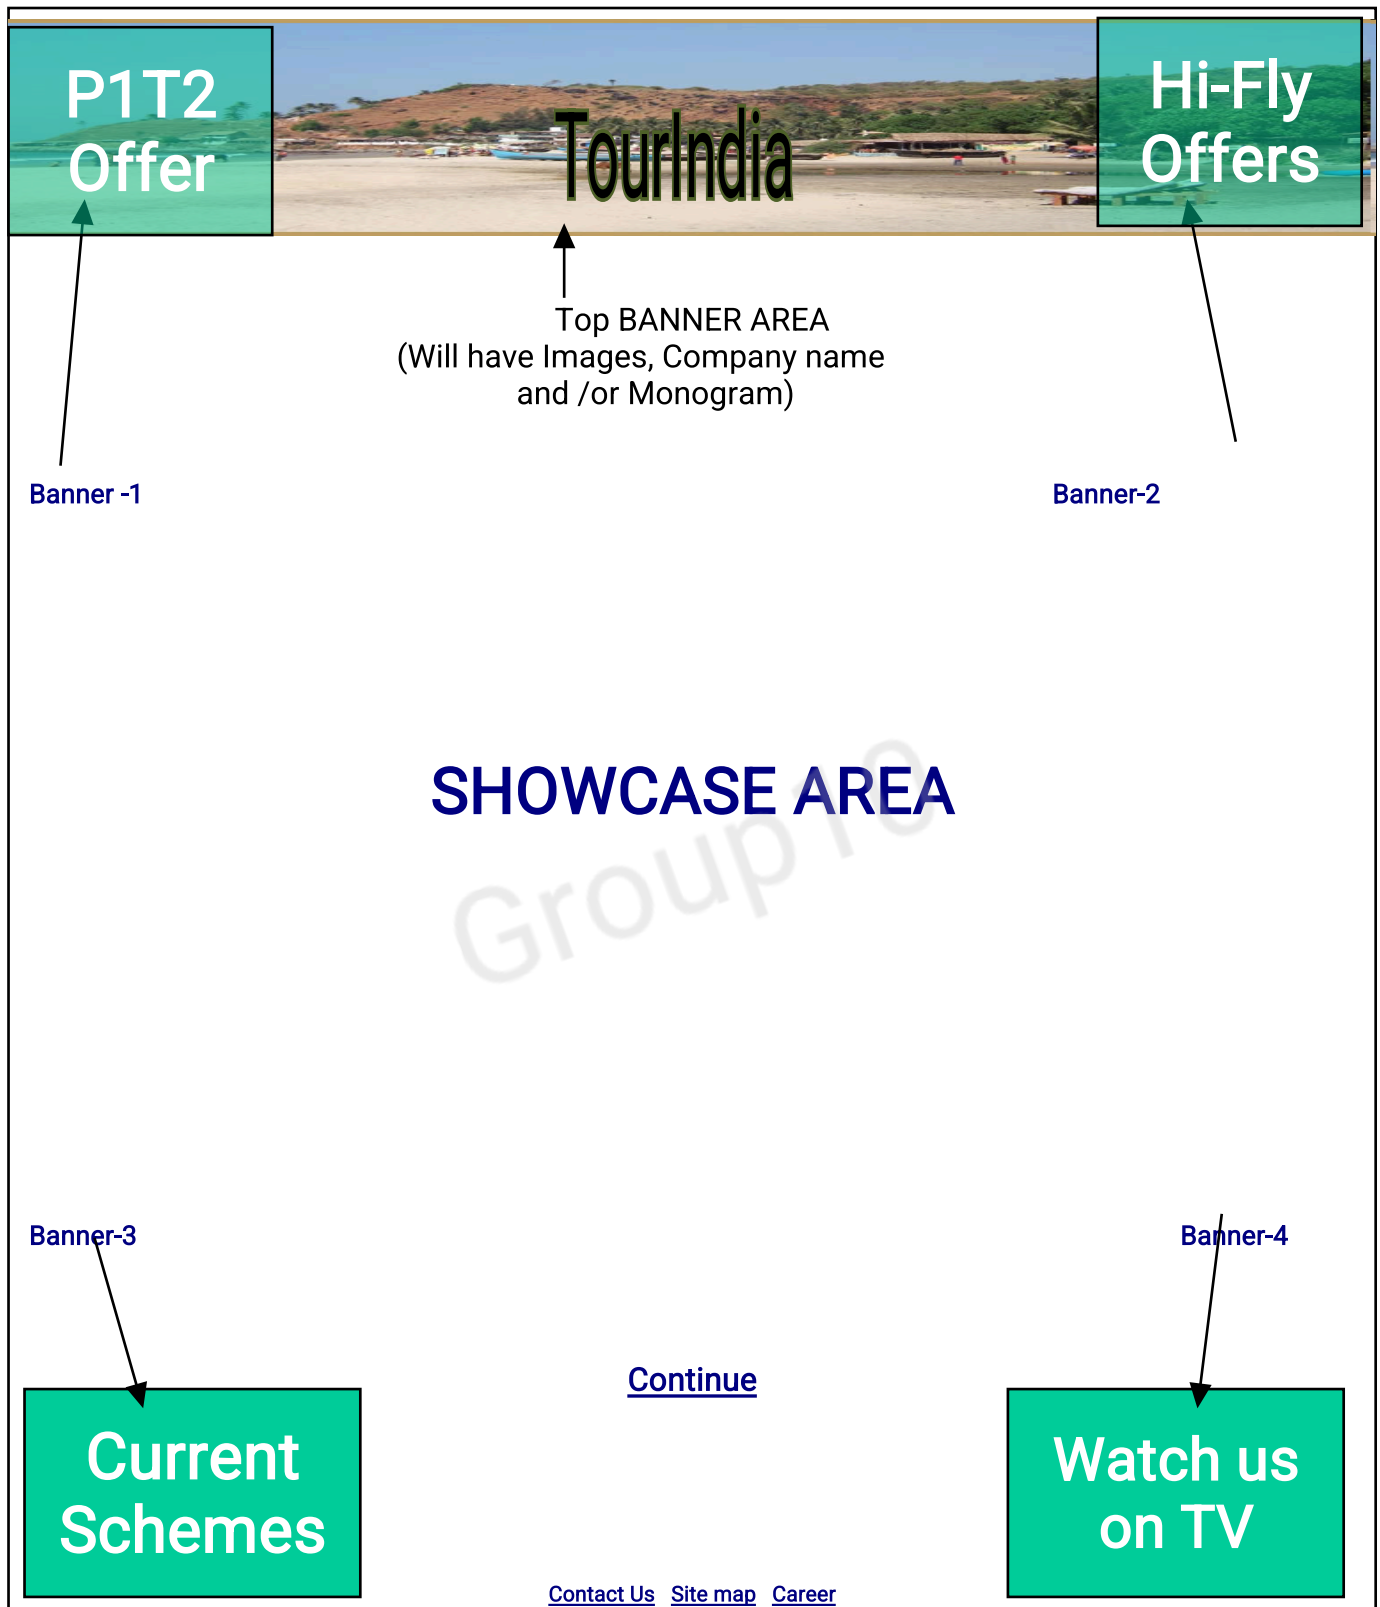 P1T2
Offer
TourIndia
Hi-Fly
Offers
Top BANNER AREA
(Will have Images, Company name
and /or Monogram)
Banner -1
Banner-2
SHOWCASE AREA
Group10
Banner-3
Banner-4
Continue
Current
Schemes
Watch us
on TV
Contact Us Site map Career